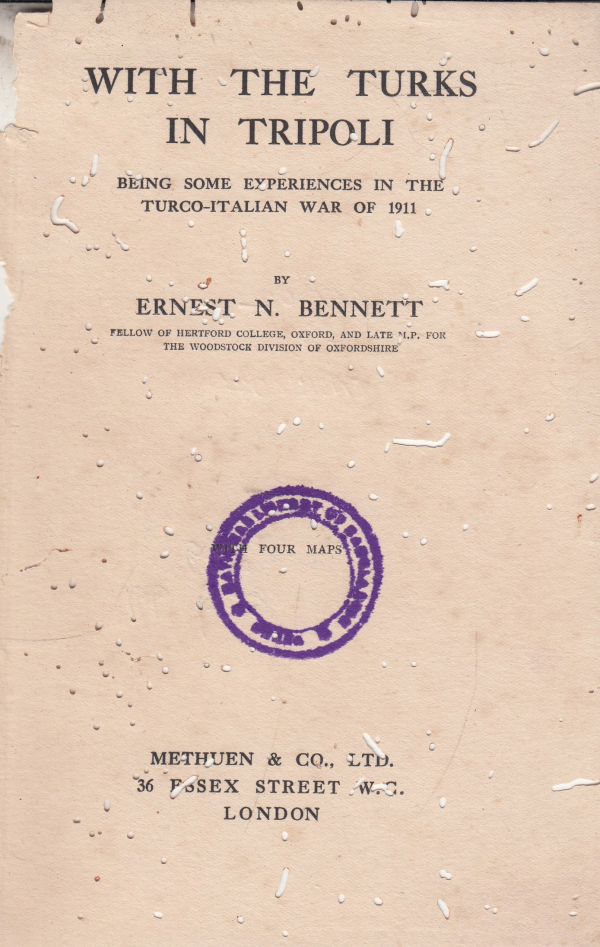 WITH THE TURKS
IN TRIPOLI
BEING SOME EXPERIENCES IN THE
TURCO-ITALIAN WAR OF 1911
BY
ERNEST N. BENNETT
FELLOW OF HERTFORD COLLEGE, OXFORD, AND LATE M.P. FOR
THE WOODSTOCK DIVISION OF OXFORDSHIRE
WITH FOUR MAPS
METHUEN & CO., LTD.
36 ESSEX STREET W.C.
LONDON